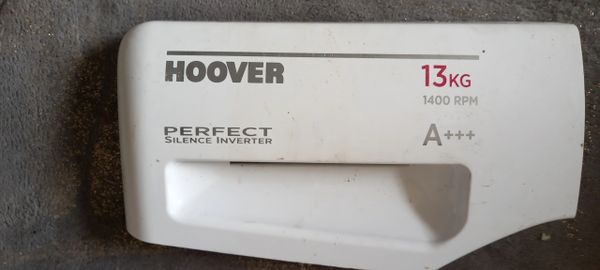 HOOVER
13KG
1400 RPM
PERFECT
SILENCE INVERTER
A+++